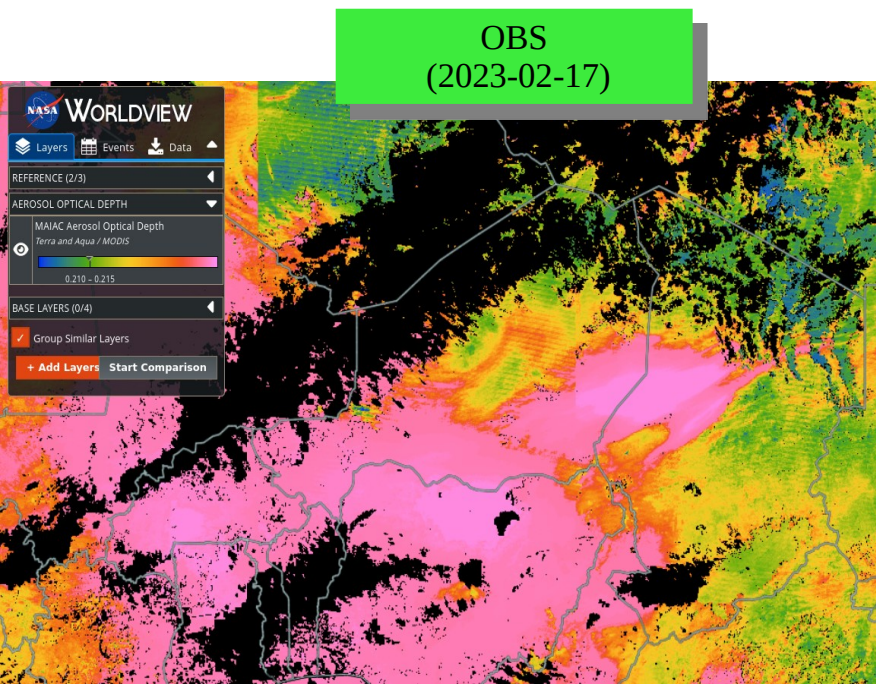 OBS
(2023-02-17)
NASA WORLDVIEW
Layers Events Data
REFERENCE (2/3)
AEROSOL OPTICAL DEPTH
MAIAC Aerosol Optical Depth
Terra and Aqua / MODIS
0.210 – 0.215
BASE LAYERS (0/4)
Group Similar Layers
+ Add Layers Start Comparison